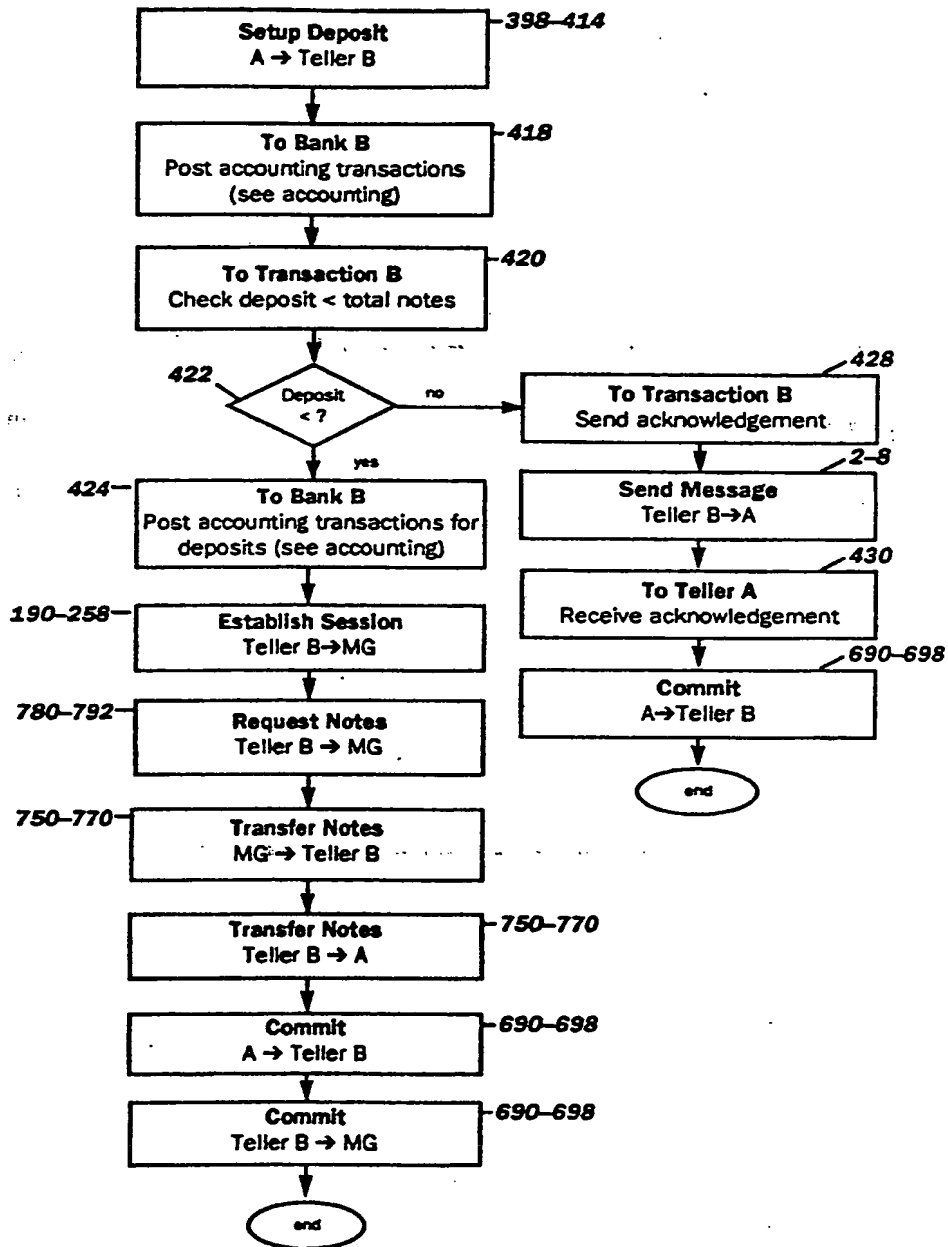 Setup Deposit
A → Teller B
398–414
To Bank B
Post accounting transactions
(see accounting)
418
To Transaction B
Check deposit < total notes
420
422
Deposit
< ?
no
yes
428
To Transaction B
Send acknowledgement
2–8
Send Message
Teller B→A
430
To Teller A
Receive acknowledgement
690–698
Commit
A→Teller B
end
424
To Bank B
Post accounting transactions for
deposits (see accounting)
190–258
Establish Session
Teller B→MG
780–792
Request Notes
Teller B → MG
750–770
Transfer Notes
MG → Teller B
Transfer Notes
Teller B → A
750–770
Commit
A → Teller B
690–698
Commit
Teller B → MG
690–698
end